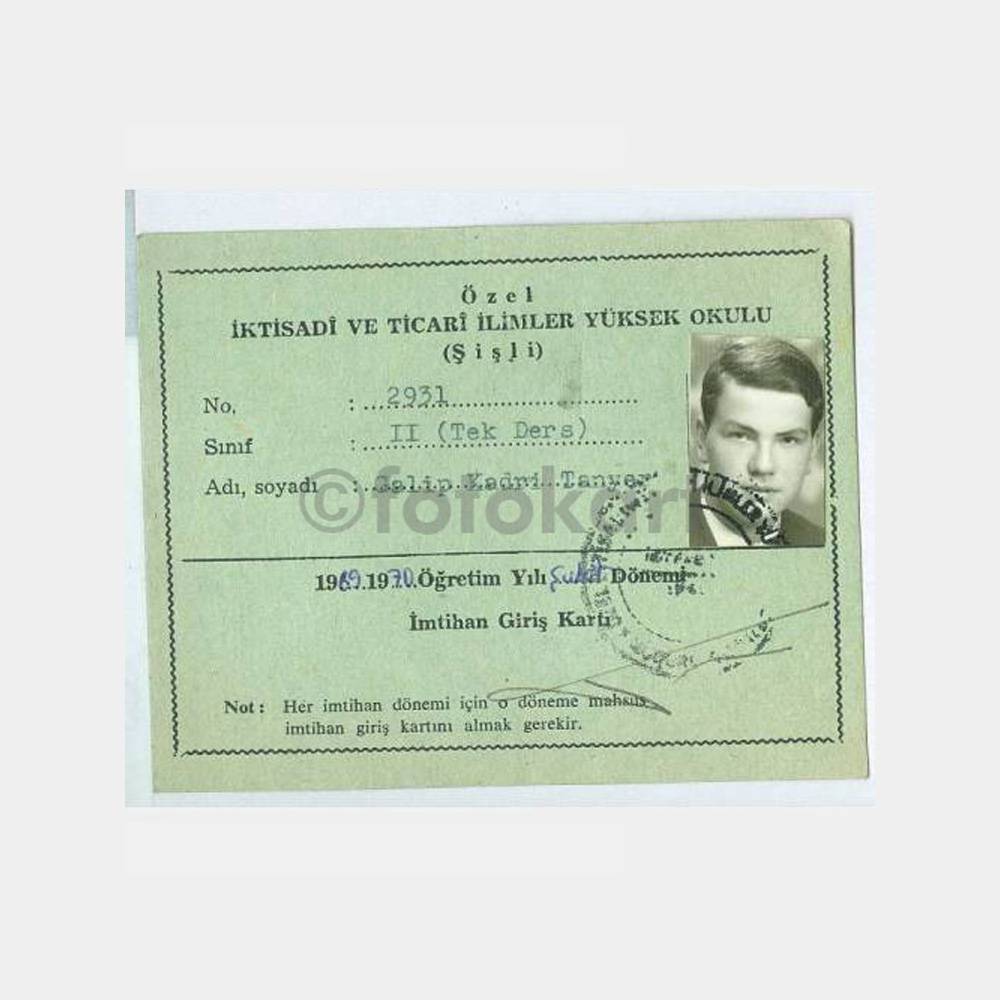 Özel
İKTİSADÎ VE TİCARÎ İLİMLER YÜKSEK OKULU
(Şişli)
No. : 2931
Sınıf : II (Tek Ders)
Adı, soyadı : Galip Kadri Tanyer
©fotokart
1969.1970.Öğretim Yılı Şubat Dönemi
İmtihan Giriş Kartı
Not : Her imtihan dönemi için o döneme mahsus
imtihan giriş kartını almak gerekir.